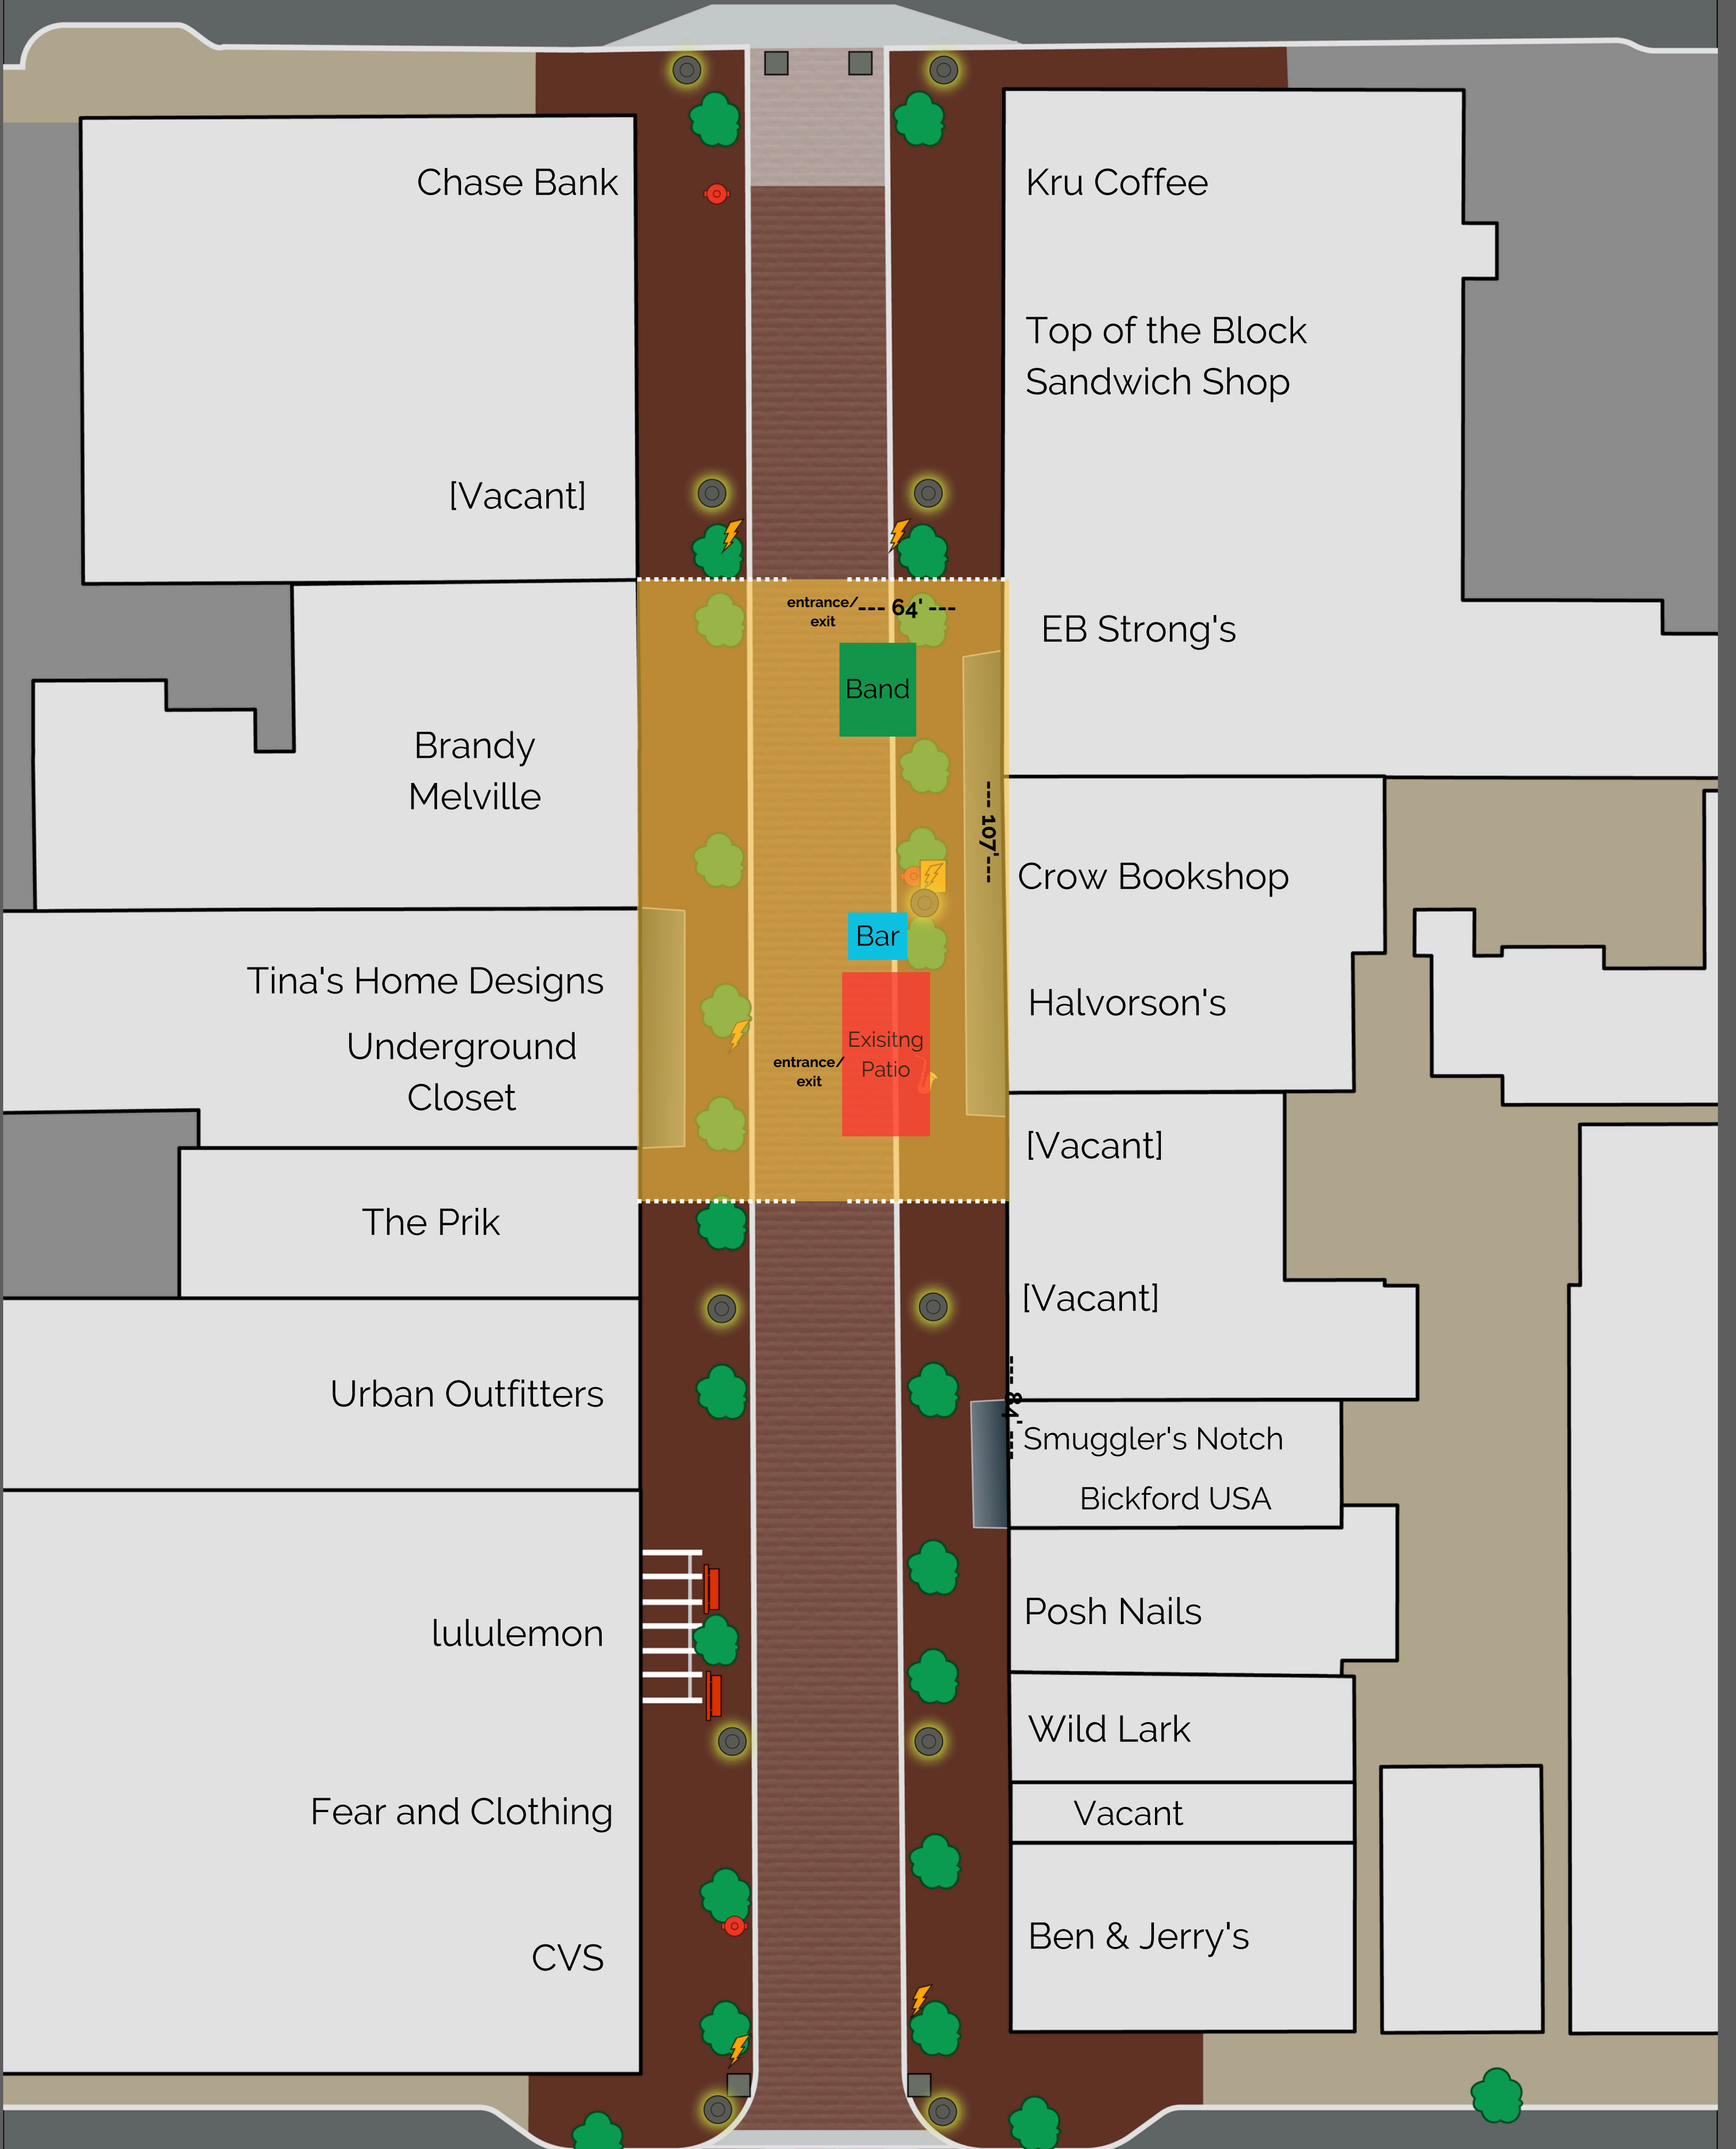 Chase Bank
Kru Coffee
Top of the Block
Sandwich Shop
[Vacant]
entrance/
exit
--- 64' ---
EB Strong's
Band
Brandy
Melville
--- 107'---
Crow Bookshop
Bar
Tina's Home Designs
Halvorson's
Underground
Closet
Exisitng
Patio
entrance/
exit
[Vacant]
The Prik
[Vacant]
Urban Outfitters
--- 84' ---
Smuggler's Notch
Bickford USA
lululemon
Posh Nails
Wild Lark
Fear and Clothing
Vacant
CVS
Ben & Jerry's